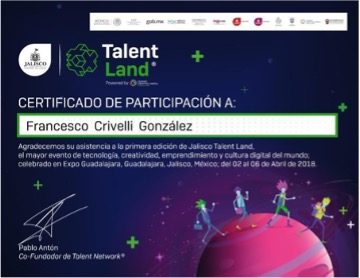 JALISCO
Talent
Land®
Powered by
CERTIFICADO DE PARTICIPACIÓN A:
Francesco Crivelli González
Agradecemos su asistencia a la primera edición de Jalisco Talent Land,
el mayor evento de tecnología, creatividad, emprendimiento y cultura digital del mundo;
celebrado en Expo Guadalajara, Guadalajara, Jalisco, México; del 02 al 06 de Abril de 2018.
Pablo Antón
Co-Fundador de Talent Network®